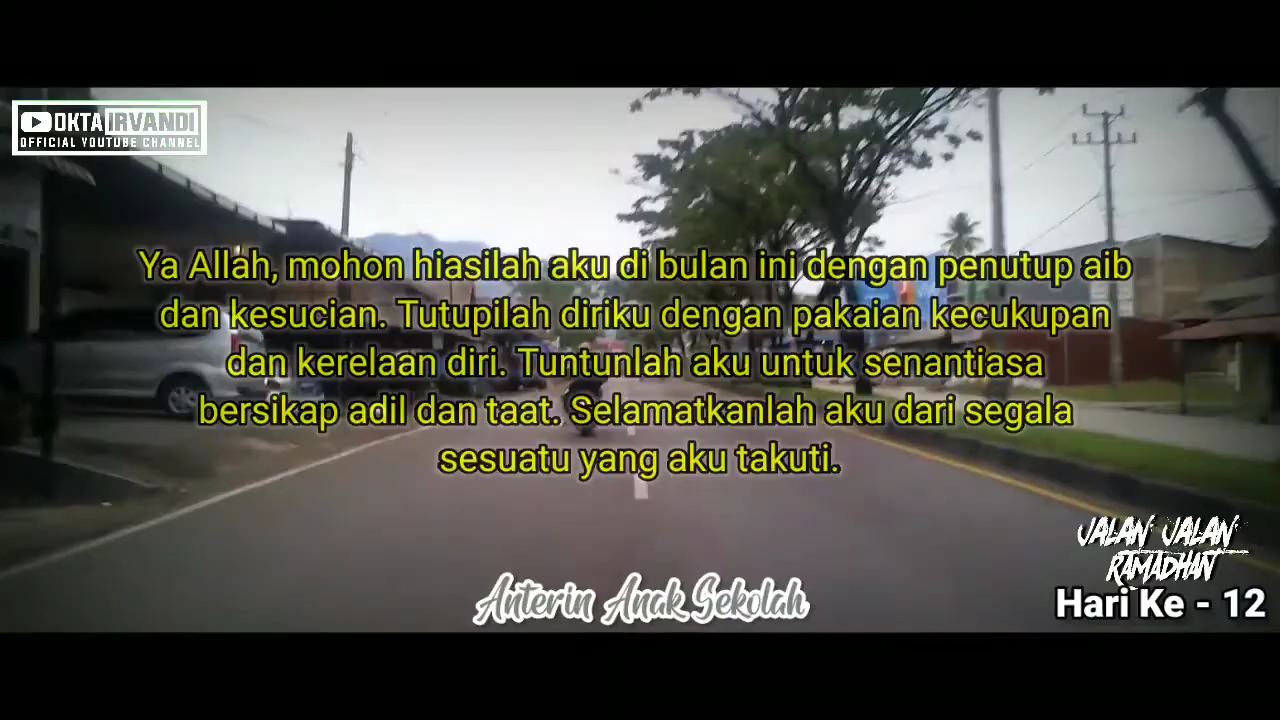 OKTA IRVANDI
OFFICIAL YOUTUBE CHANNEL
Ya Allah, mohon hiasilah aku di bulan ini dengan penutup aib
dan kesucian. Tutupilah diriku dengan pakaian kecukupan
dan kerelaan diri. Tuntunlah aku untuk senantiasa
bersikap adil dan taat. Selamatkanlah aku dari segala
sesuatu yang aku takuti.
JALAN JALAN
RAMADHAN
Hari Ke - 12
Anterin Anak Sekolah